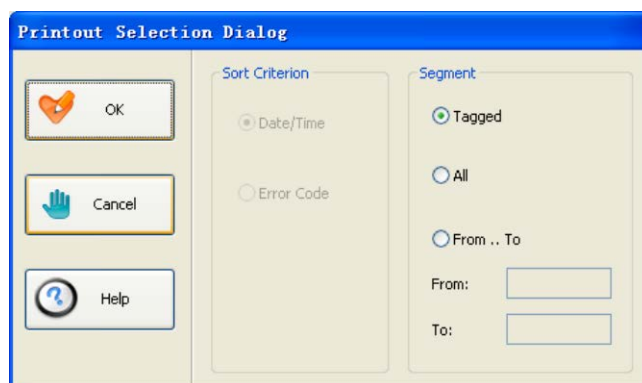 Printout Selection Dialog
OK
Cancel
Help
Sort Criterion
Date/Time
Error Code
Segment
Tagged
All
From .. To
From:
To: